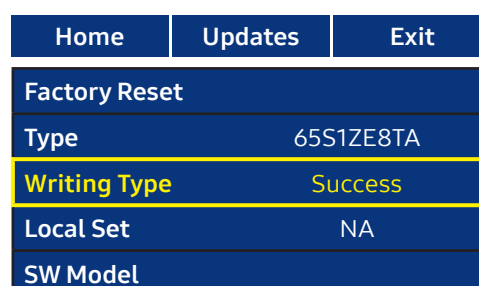 Home Updates Exit
Factory Reset
Type 65S1ZE8TA
Writing Type Success
Local Set NA
SW Model